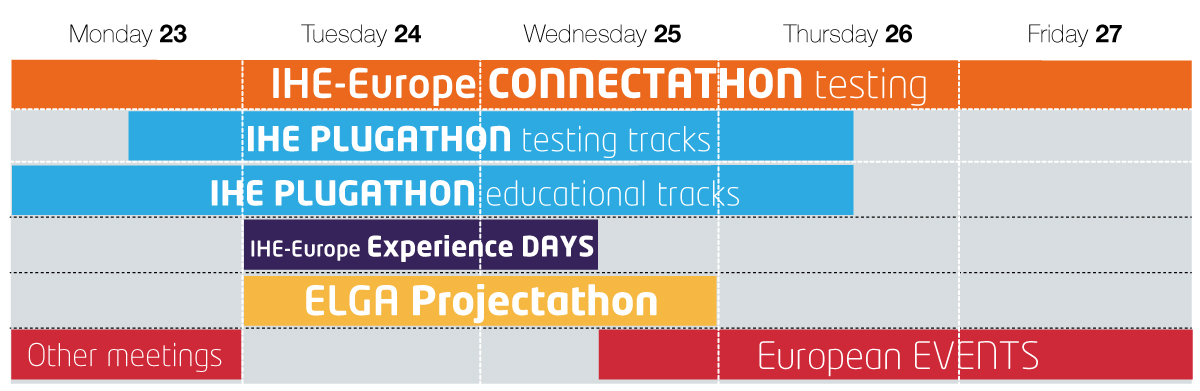 Monday 23 Tuesday 24 Wednesday 25 Thursday 26 Friday 27
IHE-Europe CONNECTATHON testing
IHE PLUGATHON testing tracks
IHE PLUGATHON educational tracks
IHE-Europe Experience DAYS
ELGA Projectathon
Other meetings European EVENTS